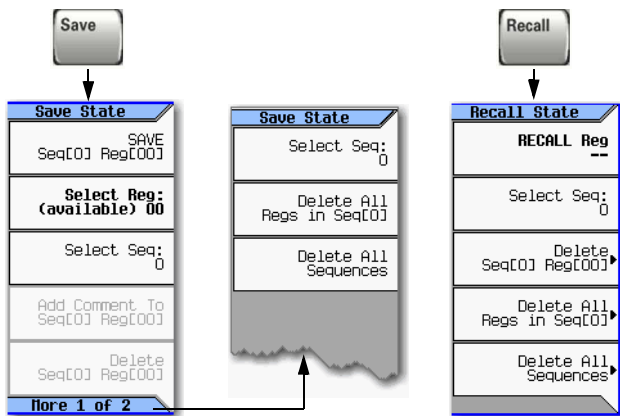 Save
Save State
SAVE
Seq[0] Reg[00]
Select Reg:
(available) 00
Select Seq:
0
Add Comment To
Seq[0] Reg[00]
Delete
Seq[0] Reg[00]
More 1 of 2
Save State
Select Seq:
0
Delete All
Regs in Seq[0]
Delete All
Sequences
Recall
Recall State
RECALL Reg
--
Select Seq:
0
Delete
Seq[0] Reg[00]
Delete All
Regs in Seq[0]
Delete All
Sequences